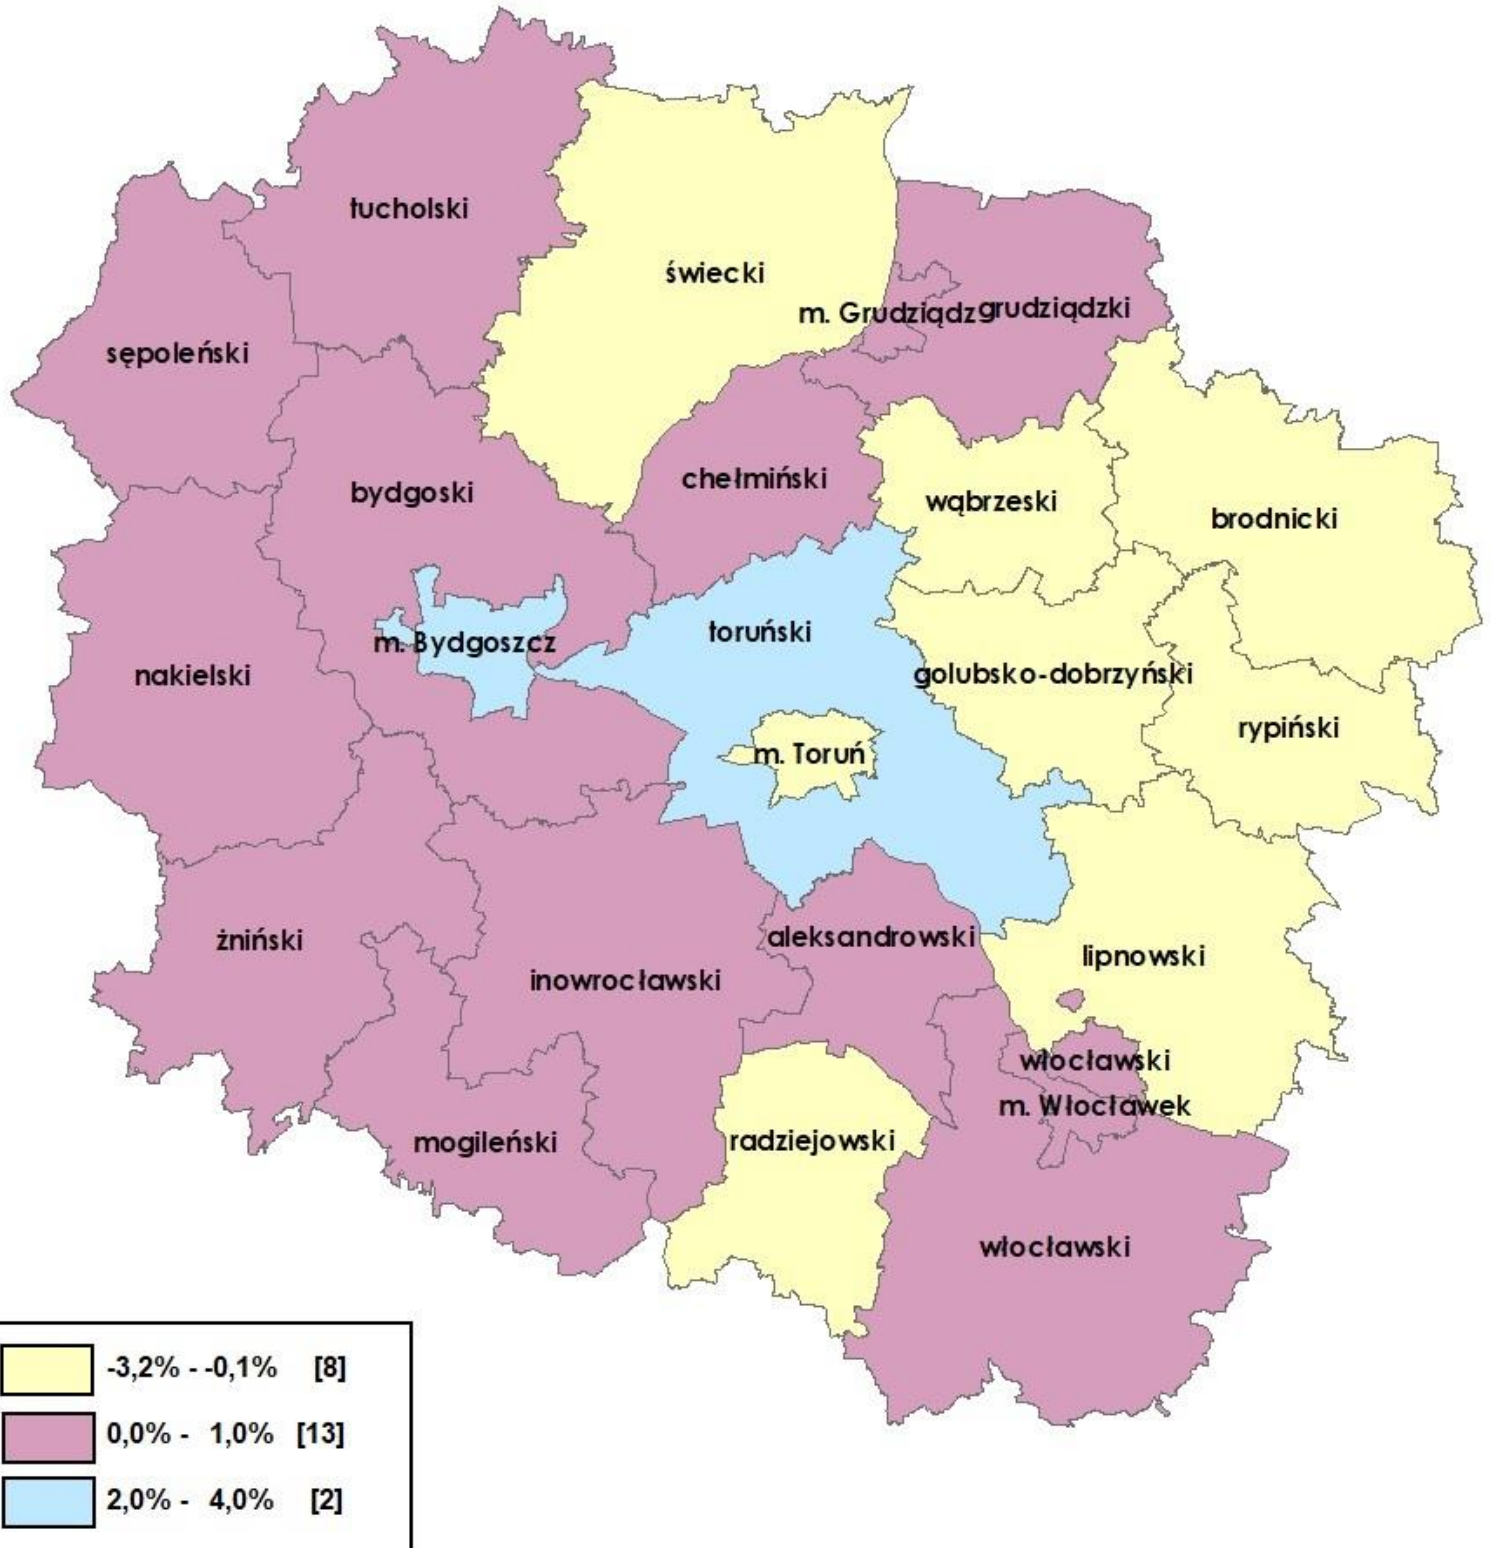 tucholski
świecki
m. Grudziądz
grudziądzki
sępoleński
chełmiński
bydgoski
wąbrzeski
brodnicki
toruński
m. Bydgoszcz
nakielski
golubsko-dobrzyński
rypiński
m. Toruń
żniński
aleksandrowski
lipnowski
inowrocławski
włocławski
m. Włocławek
mogileński
radziejowski
włocławski
-3,2% - -0,1% [8]
0,0% - 1,0% [13]
2,0% - 4,0% [2]